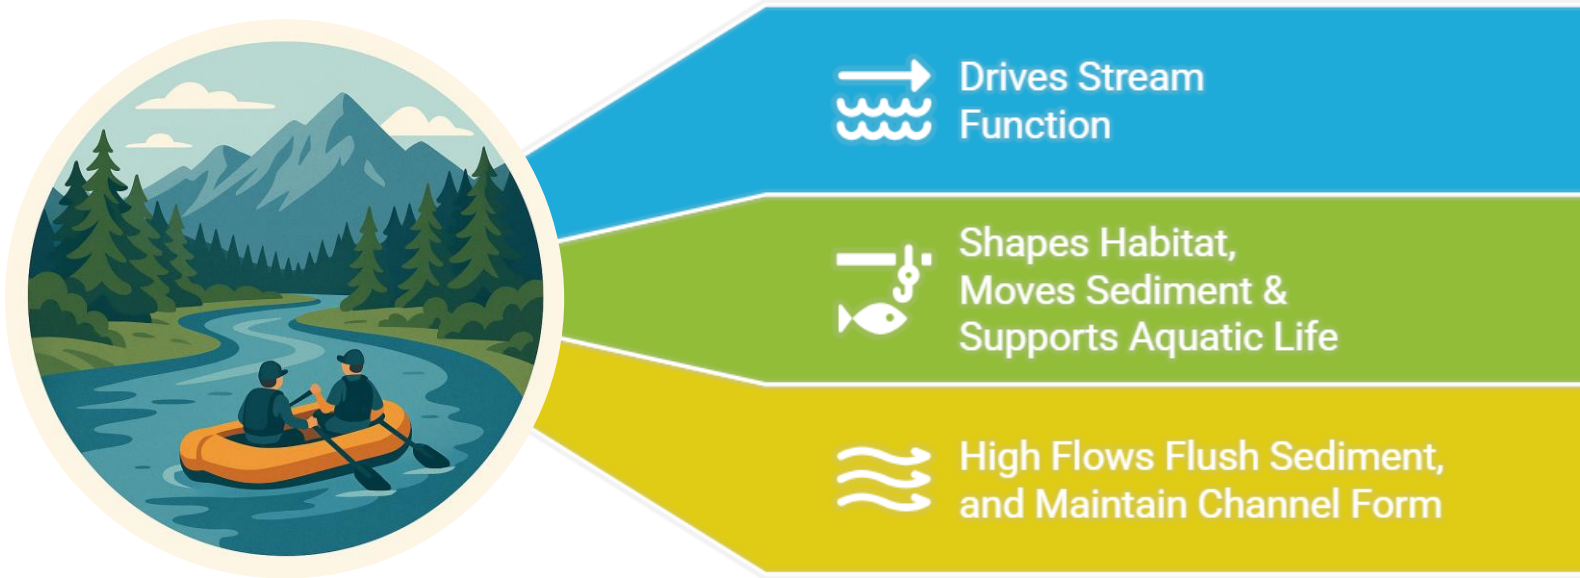 Drives Stream
Function
Shapes Habitat,
Moves Sediment &
Supports Aquatic Life
High Flows Flush Sediment,
and Maintain Channel Form